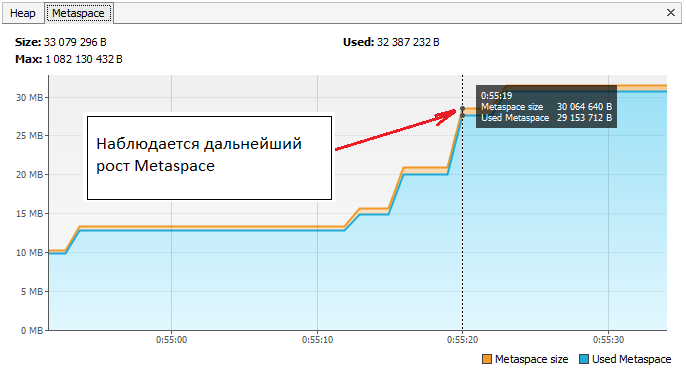 Heap Metaspace
Size: 33 079 296 B Used: 32 387 232 B
Max: 1 082 130 432 B
30 MB
25 MB
20 MB
15 MB
10 MB
5 MB
0 MB
Наблюдается дальнейший
рост Metaspace
0:55:19
Metaspace size 30 064 640 B
Used Metaspace 29 153 712 B
0:55:00 0:55:10 0:55:20 0:55:30
Metaspace size Used Metaspace